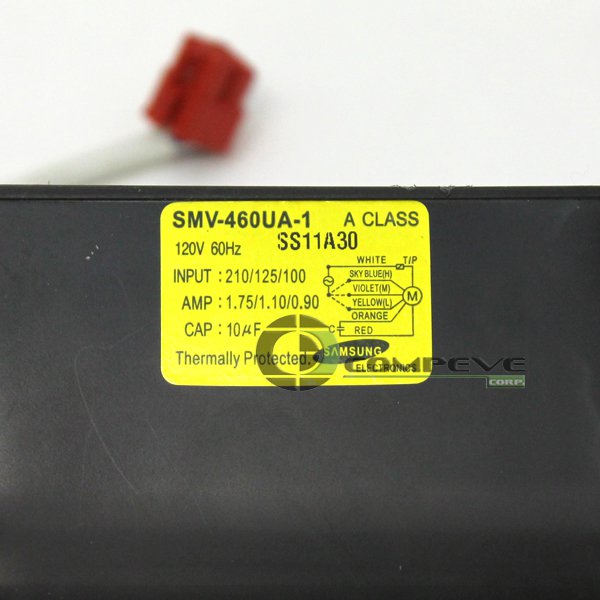 SMV-460UA-1 A CLASS
120V 60Hz SS11A30
INPUT : 210/125/100
AMP : 1.75/1.10/0.90
CAP : 10µF
Thermally Protected.
WHITE T/P
SKY BLUE(H)
VIOLET(M)
YELLOW(L)
ORANGE
M
C RED
SAMSUNG
ELECTRONICS
COMPEVE
CORP.